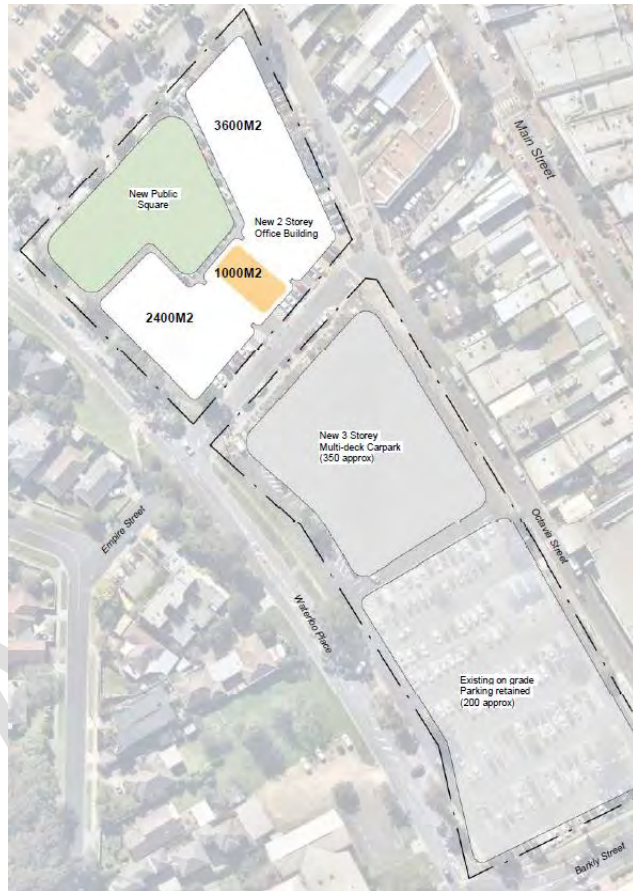 3600M2
Main Street
New Public
Square
New 2 Storey
Office Building
1000M2
2400M2
New 3 Storey
Multi-deck Carpark
(350 approx)
Empire Street
Octavia Street
Waterloo Place
Existing on grade
Parking retained
(200 approx)
Barkly Street